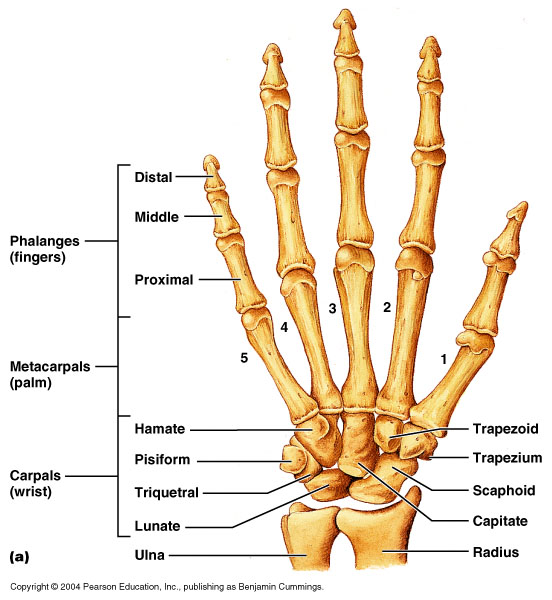 Distal
Middle
Phalanges
(fingers)
Proximal
3
2
4
5
1
Metacarpals
(palm)
Hamate
Trapezoid
Pisiform
Trapezium
Carpals
(wrist)
Triquetral
Scaphoid
Lunate
Capitate
(a)
Ulna
Radius
Copyright © 2004 Pearson Education, Inc., publishing as Benjamin Cummings.